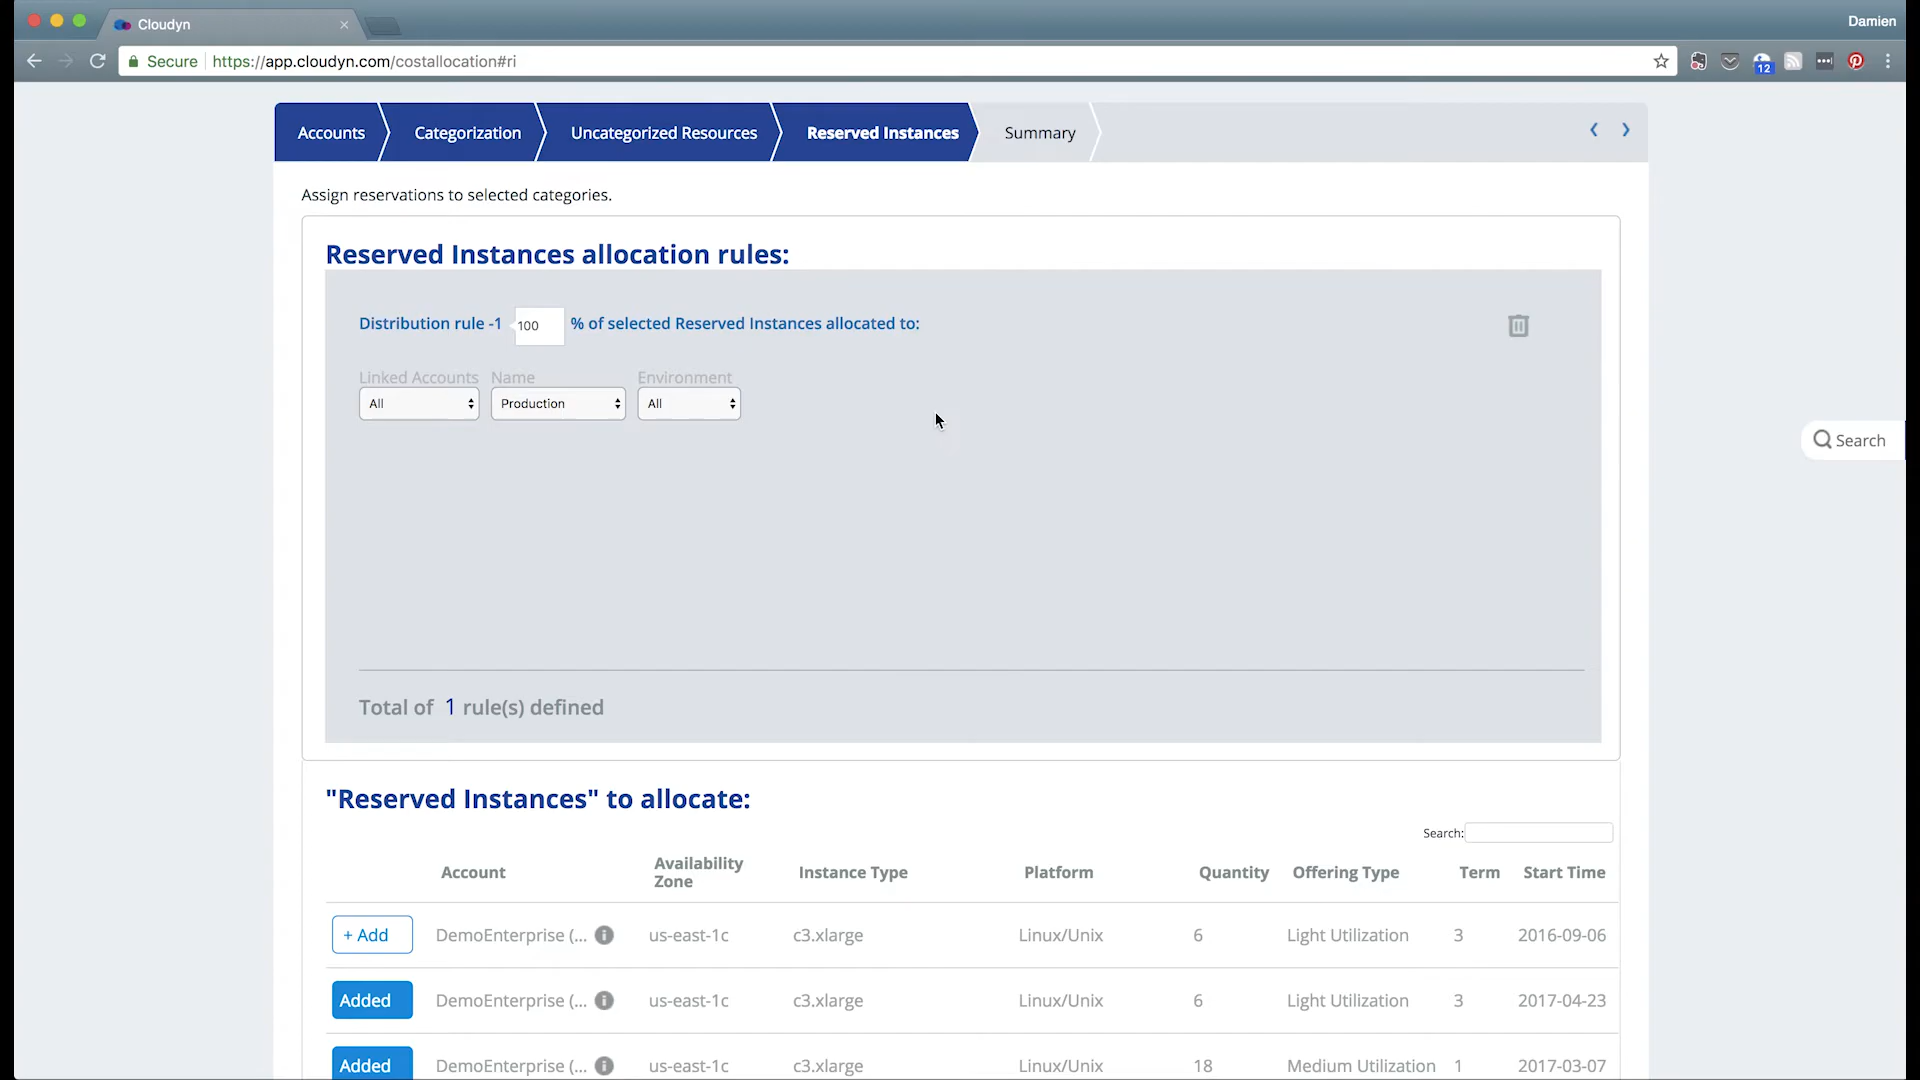 Cloudyn
Damien
Secure
https://app.cloudyn.com/costallocation#ri
12
Accounts
Categorization
Uncategorized Resources
Reserved Instances
Summary
Assign reservations to selected categories.
Reserved Instances allocation rules:
Distribution rule -1 100 % of selected Reserved Instances allocated to:
Linked Accounts Name Environment
All Production All
Search
Total of 1 rule(s) defined
"Reserved Instances" to allocate:
Search:
Account Availability Zone Instance Type Platform Quantity Offering Type Term Start Time
+ Add DemoEnterprise (... us-east-1c c3.xlarge Linux/Unix 6 Light Utilization 3 2016-09-06
Added DemoEnterprise (... us-east-1c c3.xlarge Linux/Unix 6 Light Utilization 3 2017-04-23
Added DemoEnterprise (... us-east-1c c3.xlarge Linux/Unix 18 Medium Utilization 1 2017-03-07